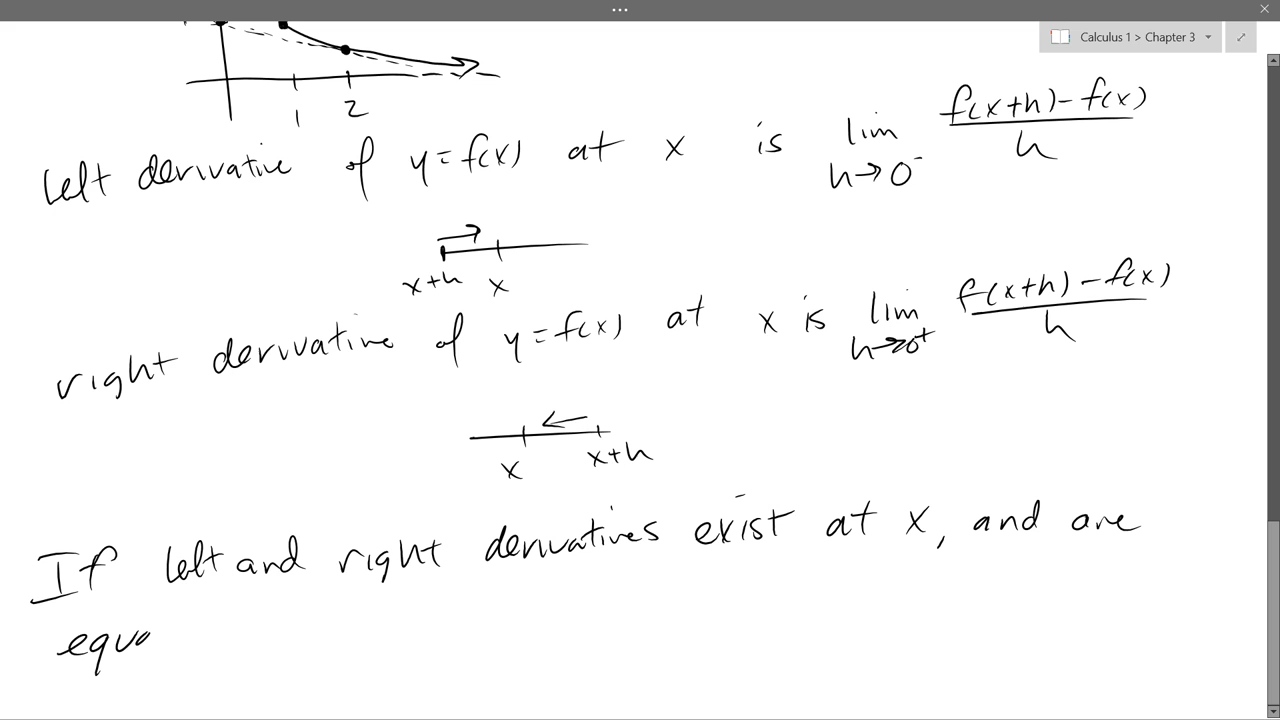 Calculus 1 > Chapter 3
1 2
left derivative of y=f(x) at x is lim h→0⁻ f(x+h)-f(x) / h
x+h x
right derivative of y=f(x) at x is lim h→0⁺ f(x+h)-f(x) / h
x x+h
If left and right derivatives exist at x, and are
equa